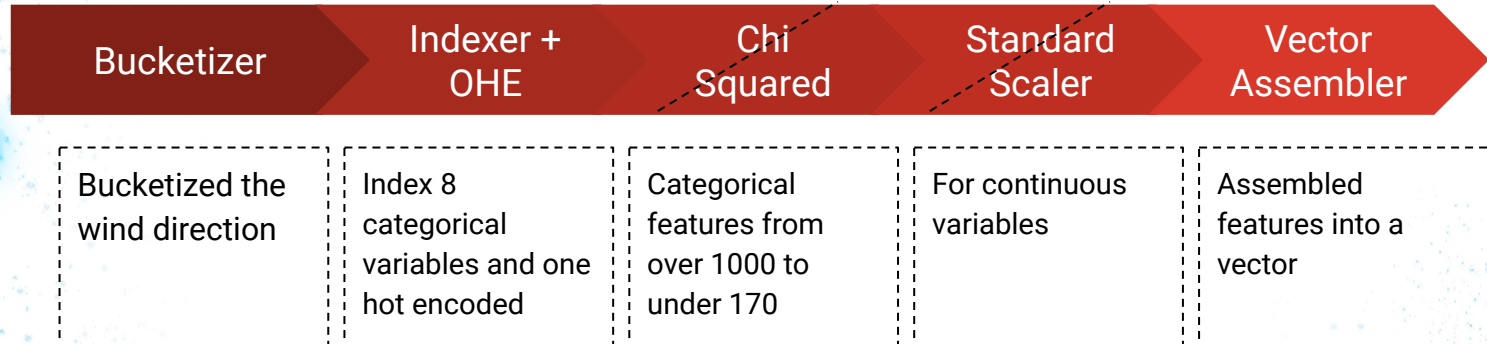 Bucketizer
Indexer +
OHE
Chi
Squared
Standard
Scaler
Vector
Assembler
Bucketized the
wind direction
Index 8
categorical
variables and one
hot encoded
Categorical
features from
over 1000 to
under 170
For continuous
variables
Assembled
features into a
vector